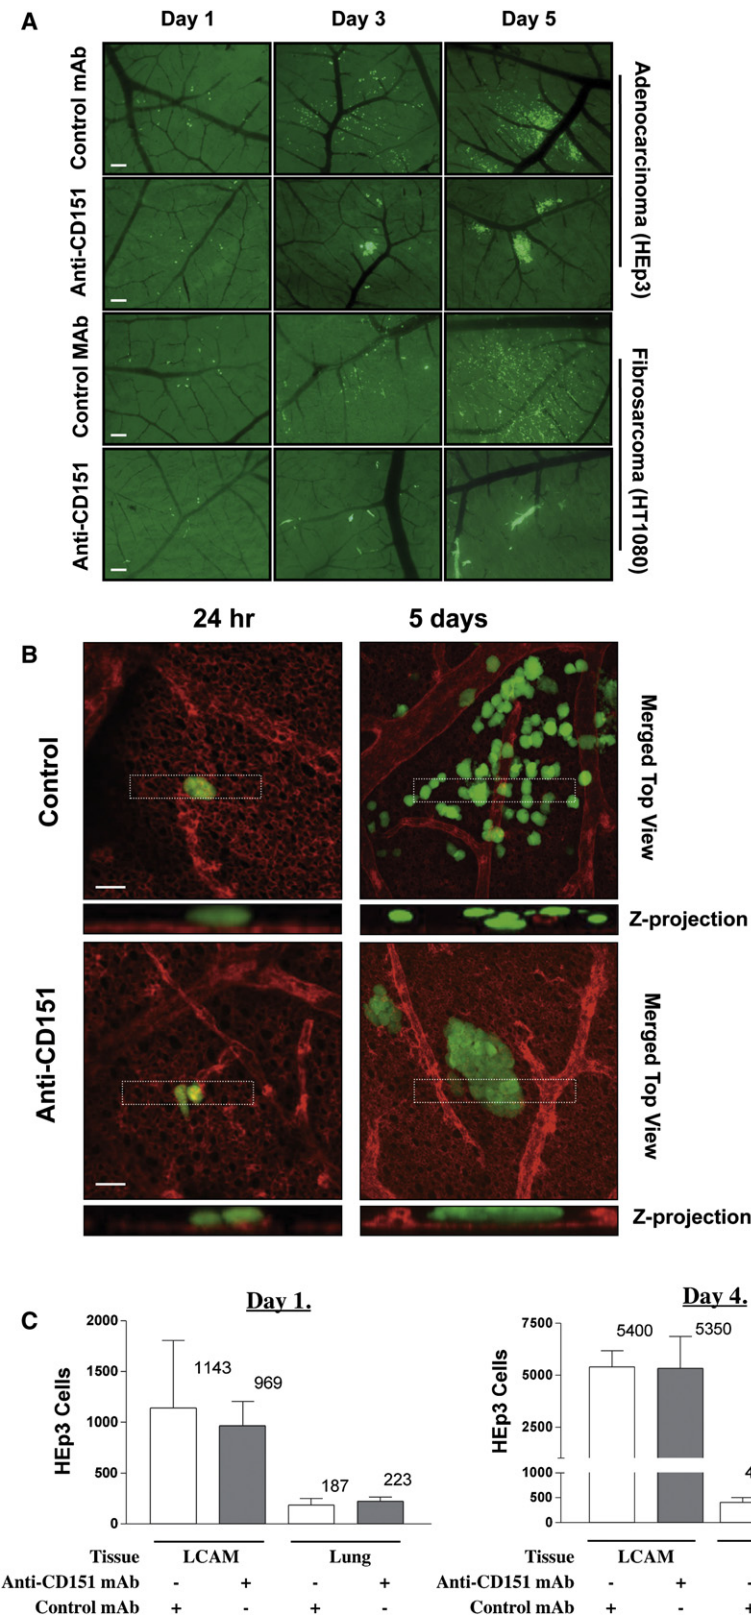 A
Day 1 Day 3 Day 5
Control mAb
Anti-CD151
Adenocarcinoma (HEp3)
Control MAb
Anti-CD151
Fibrosarcoma (HT1080)
B
24 hr 5 days
Control
Merged Top View
Z-projection
Anti-CD151
Merged Top View
Z-projection
C
Day 1.
HEp3 Cells
2000
1500
1000
500
0
1143
969
187
223
Tissue LCAM Lung
Anti-CD151 mAb - + - +
Control mAb + - + -
Day 4.
HEp3 Cells
7500
5000
2500
1000
500
0
5400
5350
4
Tissue LCAM
Anti-CD151 mAb - + -
Control mAb + - +